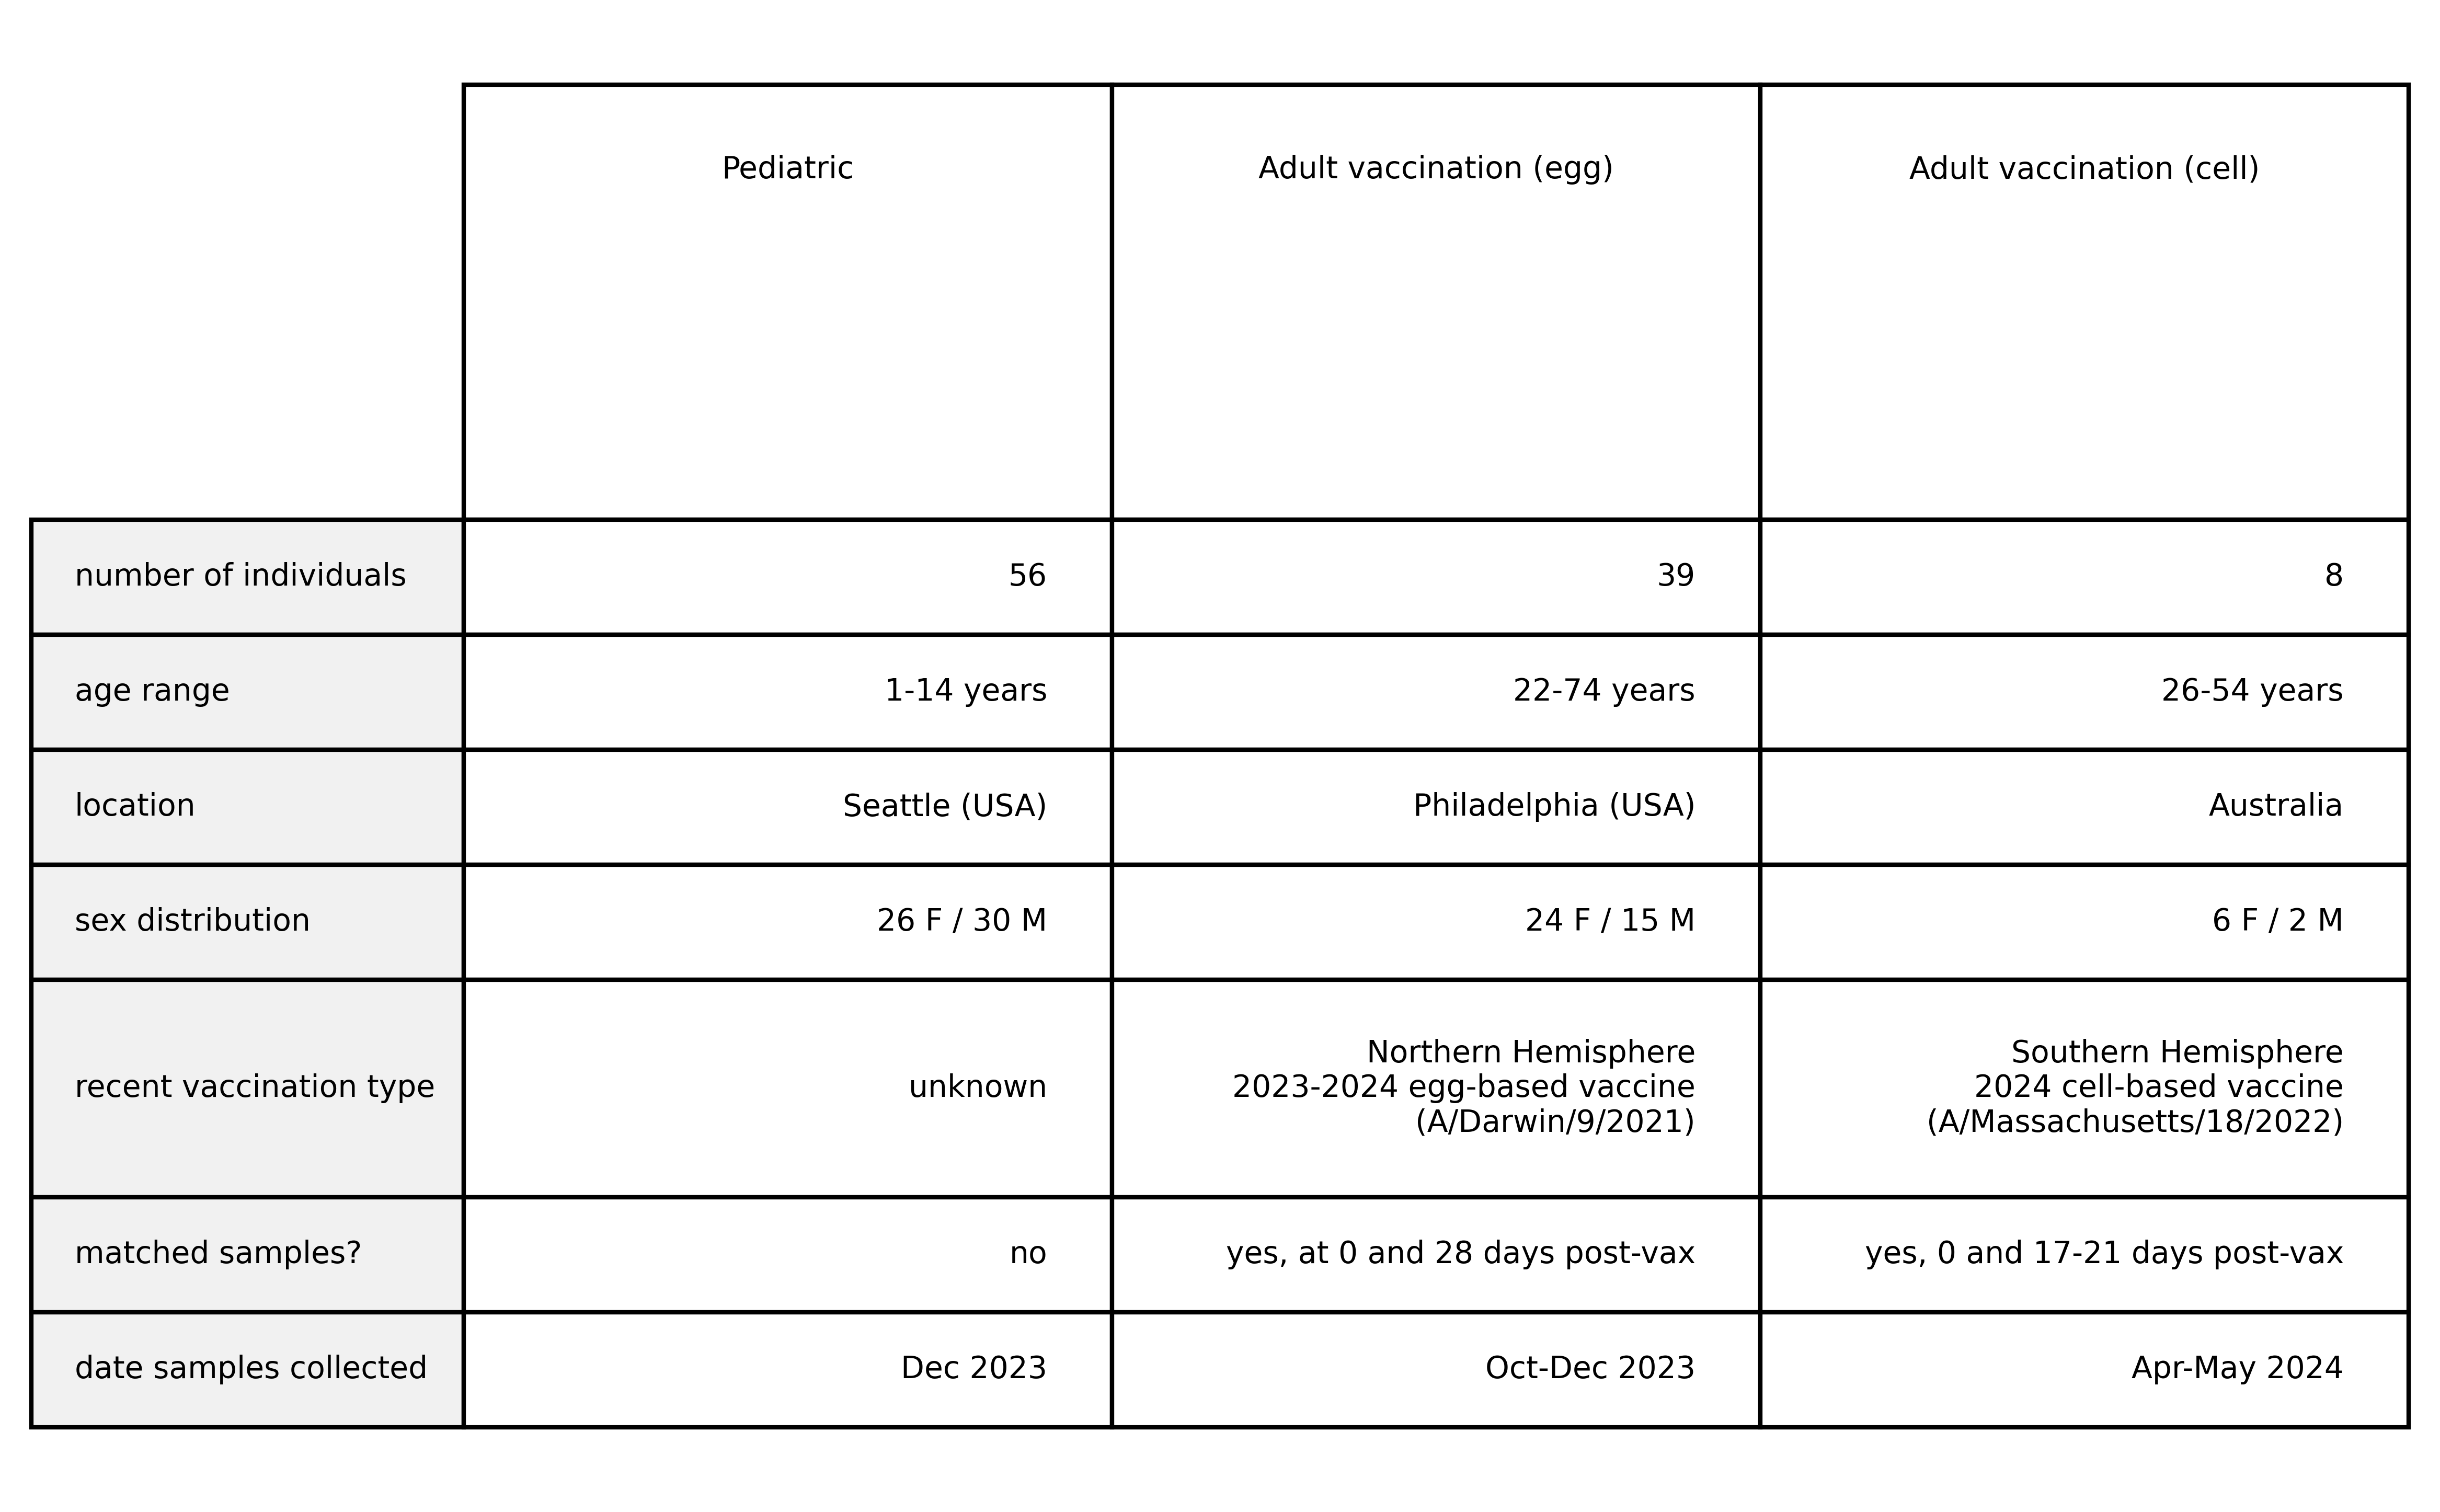 Pediatric Adult vaccination (egg) Adult vaccination (cell)
number of individuals 56 39 8
age range 1-14 years 22-74 years 26-54 years
location Seattle (USA) Philadelphia (USA) Australia
sex distribution 26 F / 30 M 24 F / 15 M 6 F / 2 M
recent vaccination type unknown
Northern Hemisphere
2023-2024 egg-based vaccine
(A/Darwin/9/2021)
Southern Hemisphere
2024 cell-based vaccine
(A/Massachusetts/18/2022)
matched samples? no yes, at 0 and 28 days post-vax yes, 0 and 17-21 days post-vax
date samples collected Dec 2023 Oct-Dec 2023 Apr-May 2024